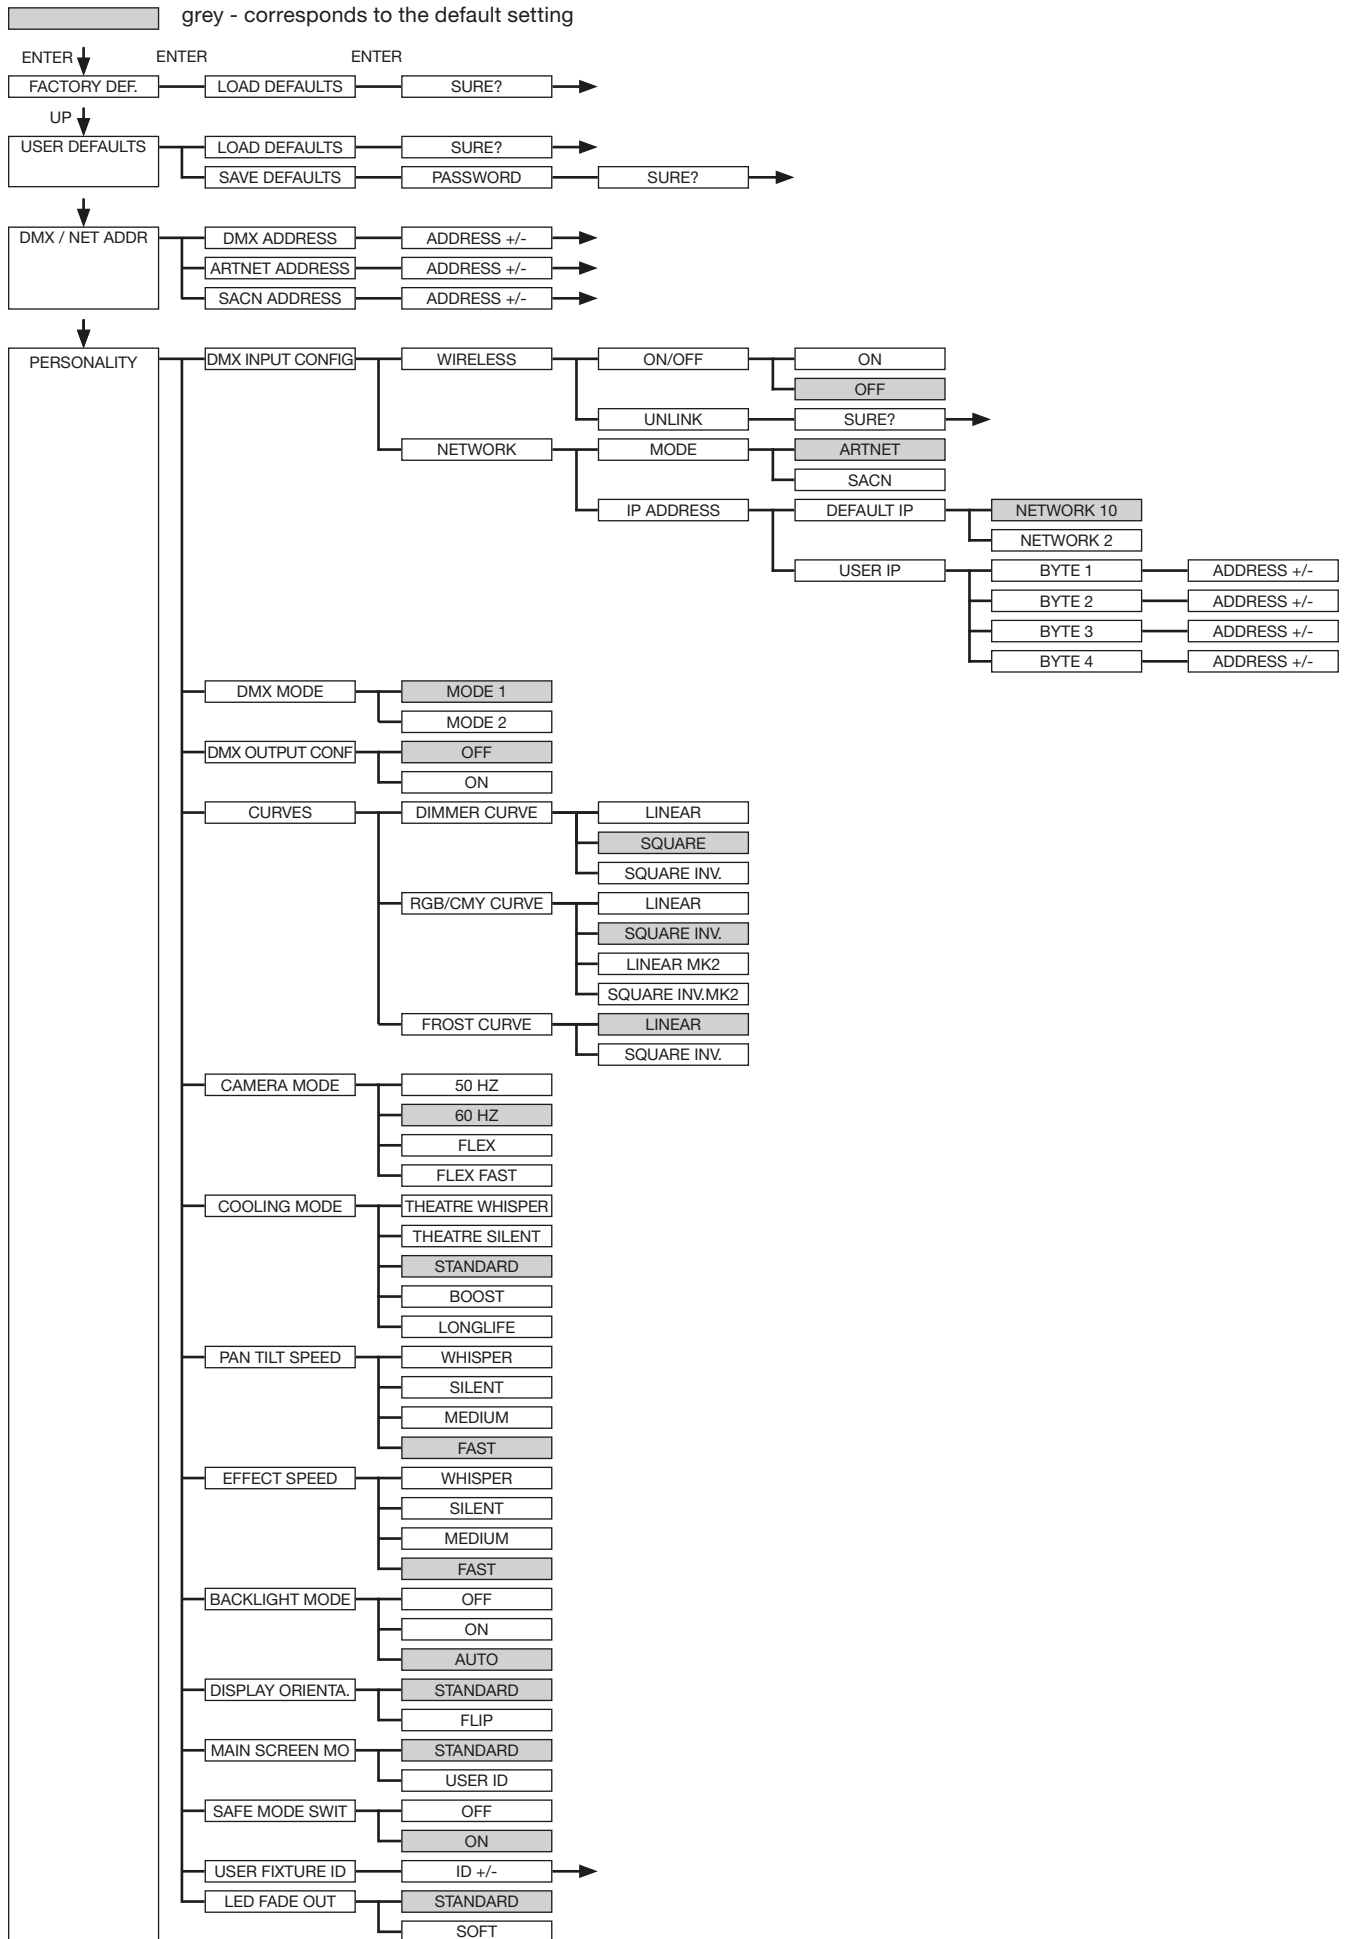 grey - corresponds to the default setting
ENTER ENTER ENTER
FACTORY DEF. LOAD DEFAULTS SURE?
UP
USER DEFAULTS LOAD DEFAULTS SURE?
SAVE DEFAULTS PASSWORD SURE?
DMX / NET ADDR DMX ADDRESS ADDRESS +/-
ARTNET ADDRESS ADDRESS +/-
SACN ADDRESS ADDRESS +/-
PERSONALITY DMX INPUT CONFIG WIRELESS ON/OFF ON
OFF
UNLINK SURE?
NETWORK MODE ARTNET
SACN
IP ADDRESS DEFAULT IP NETWORK 10
NETWORK 2
USER IP BYTE 1 ADDRESS +/-
BYTE 2 ADDRESS +/-
BYTE 3 ADDRESS +/-
BYTE 4 ADDRESS +/-
DMX MODE MODE 1
MODE 2
DMX OUTPUT CONF OFF
ON
CURVES DIMMER CURVE LINEAR
SQUARE
SQUARE INV.
RGB/CMY CURVE LINEAR
SQUARE INV.
LINEAR MK2
SQUARE INV.MK2
FROST CURVE LINEAR
SQUARE INV.
CAMERA MODE 50 HZ
60 HZ
FLEX
FLEX FAST
COOLING MODE THEATRE WHISPER
THEATRE SILENT
STANDARD
BOOST
LONGLIFE
PAN TILT SPEED WHISPER
SILENT
MEDIUM
FAST
EFFECT SPEED WHISPER
SILENT
MEDIUM
FAST
BACKLIGHT MODE OFF
ON
AUTO
DISPLAY ORIENTA. STANDARD
FLIP
MAIN SCREEN MO STANDARD
USER ID
SAFE MODE SWIT OFF
ON
USER FIXTURE ID ID +/-
LED FADE OUT STANDARD
SOFT